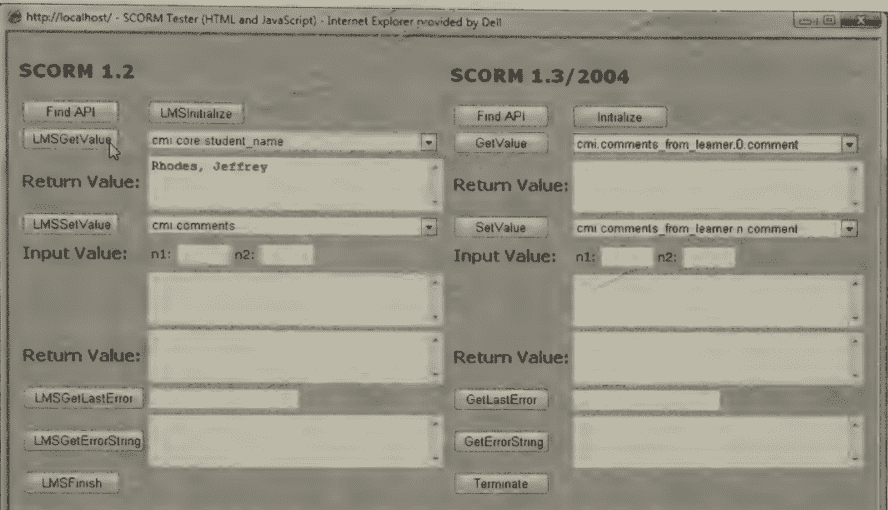 http://localhost/ - SCORM Tester (HTML and JavaScript) - Internet Explorer provided by Dell
SCORM 1.2
Find API LMSInitialize
LMSGetValue cmi.core.student_name
Return Value: Rhodes, Jeffrey
LMSSetValue cmi.comments
Input Value: n1: n2:
Return Value:
LMSGetLastError
LMSGetErrorString
LMSFinish
SCORM 1.3/2004
Find API Initialize
GetValue cmi.comments_from_learner.0.comment
Return Value:
SetValue cmi.comments_from_learner.n.comment
Input Value: n1: n2:
Return Value:
GetLastError
GetErrorString
Terminate